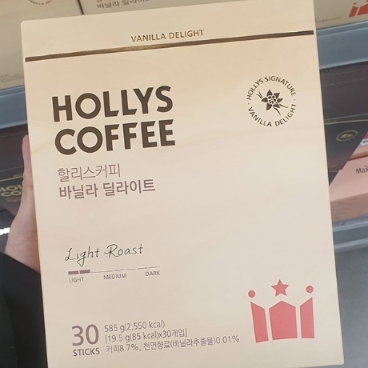 VANILLA DELIGHT
HOLLYS
COFFEE
HOLLYS SIGNATURE
VANILLA DELIGHT
할리스커피
바닐라 딜라이트
Light Roast
LIGHT MEDIUM DARK
30
STICKS
585 g(2,550 kcal)
[19.5 g(85 kcal)x30개입]
커피8.7%, 천연향료(바닐라추출물)0.01%